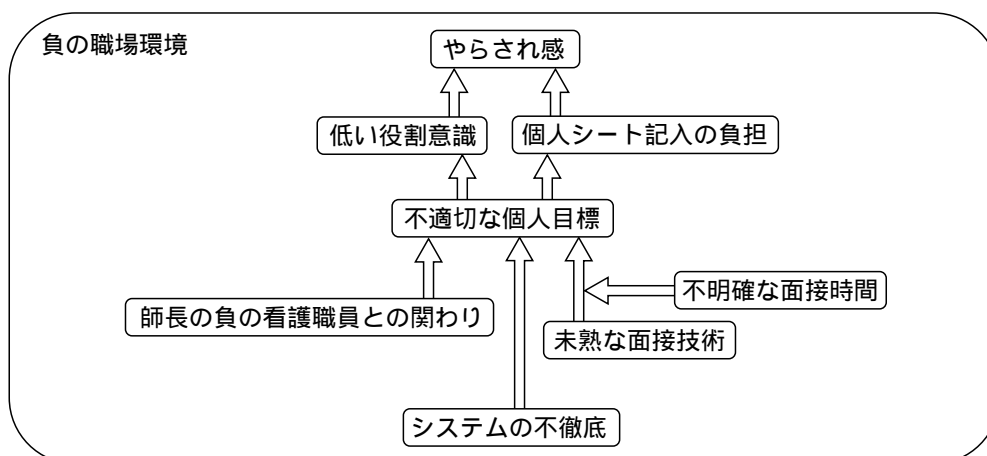 負の職場環境
やらされ感
低い役割意識
個人シート記入の負担
不適切な個人目標
不明確な面接時間
師長の負の看護職員との関わり
未熟な面接技術
システムの不徹底